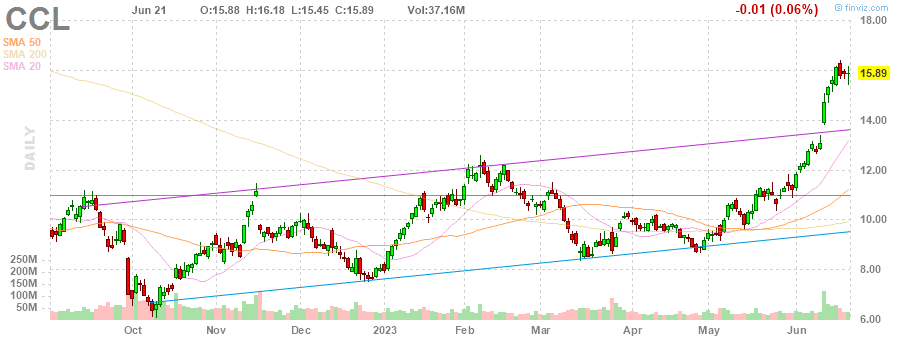 CCL
Jun 21 O:15.88 H:16.18 L:15.45 C:15.89 Vol:37.16M -0.01 (0.06%)
© finviz.com
SMA 50
SMA 200
SMA 20
DAILY
18.00
15.89
14.00
12.00
10.00
8.00
6.00
250M
200M
150M
100M
50M
Oct Nov Dec 2023 Feb Mar Apr May Jun